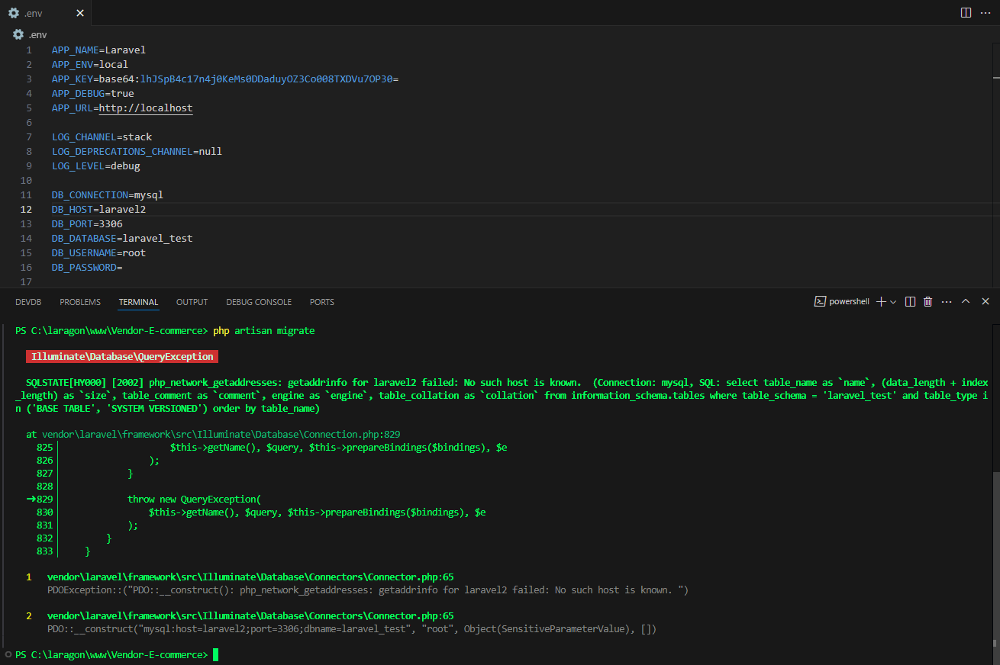 .env
.env
1 APP_NAME=Laravel
2 APP_ENV=local
3 APP_KEY=base64:lhJSpB4c17n4j0KeMs0DDaduyOZ3Co008TXDVu7OP30=
4 APP_DEBUG=true
5 APP_URL=http://localhost
6
7 LOG_CHANNEL=stack
8 LOG_DEPRECATIONS_CHANNEL=null
9 LOG_LEVEL=debug
10
11 DB_CONNECTION=mysql
12 DB_HOST=laravel2
13 DB_PORT=3306
14 DB_DATABASE=laravel_test
15 DB_USERNAME=root
16 DB_PASSWORD=
17
DEVDB PROBLEMS TERMINAL OUTPUT DEBUG CONSOLE PORTS powershell
PS C:\laragon\www\Vendor-E-commerce> php artisan migrate
Illuminate\Database\QueryException
SQLSTATE[HY000] [2002] php_network_getaddresses: getaddrinfo for laravel2 failed: No such host is known.  (Connection: mysql, SQL: select table_name as `name`, (data_length + index
_length) as `size`, table_comment as `comment`, engine as `engine`, table_collation as `collation` from information_schema.tables where table_schema = 'laravel_test' and table_type i
n ('BASE TABLE', 'SYSTEM VERSIONED') order by table_name)
at vendor\laravel\framework\src\Illuminate\Database\Connection.php:829
825 $this->getName(), $query, $this->prepareBindings($bindings), $e
826 );
827 }
828
➜829 throw new QueryException(
830 $this->getName(), $query, $this->prepareBindings($bindings), $e
831 );
832 }
833 }
1 vendor\laravel\framework\src\Illuminate\Database\Connectors\Connector.php:65
PDOException::("PDO::__construct(): php_network_getaddresses: getaddrinfo for laravel2 failed: No such host is known. ")
2 vendor\laravel\framework\src\Illuminate\Database\Connectors\Connector.php:65
PDO::__construct("mysql:host=laravel2;port=3306;dbname=laravel_test", "root", Object(SensitiveParameterValue), [])
PS C:\laragon\www\Vendor-E-commerce>